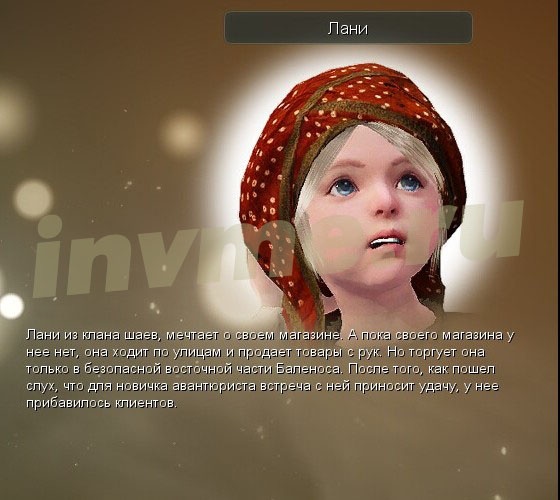 Лани
invme.ru
Лани из клана шаев, мечтает о своем магазине. А пока своего магазина у
нее нет, она ходит по улицам и продает товары с рук. Но торгует она
только в безопасной восточной части Баленоса. После того, как пошел
слух, что для новичка авантюриста встреча с ней приносит удачу, у нее
прибавилось клиентов.